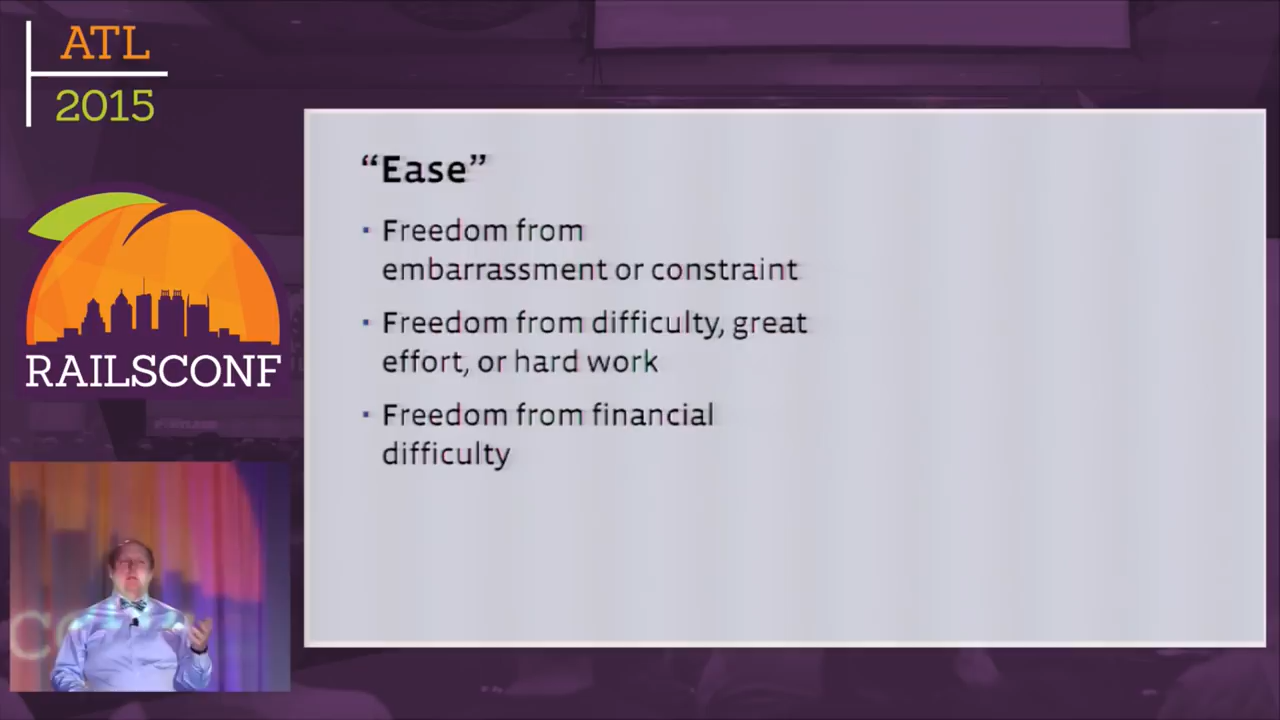 ATL
2015
RAILSCONF
“Ease”
▪ Freedom from
embarrassment or constraint
▪ Freedom from difficulty, great
effort, or hard work
▪ Freedom from financial
difficulty